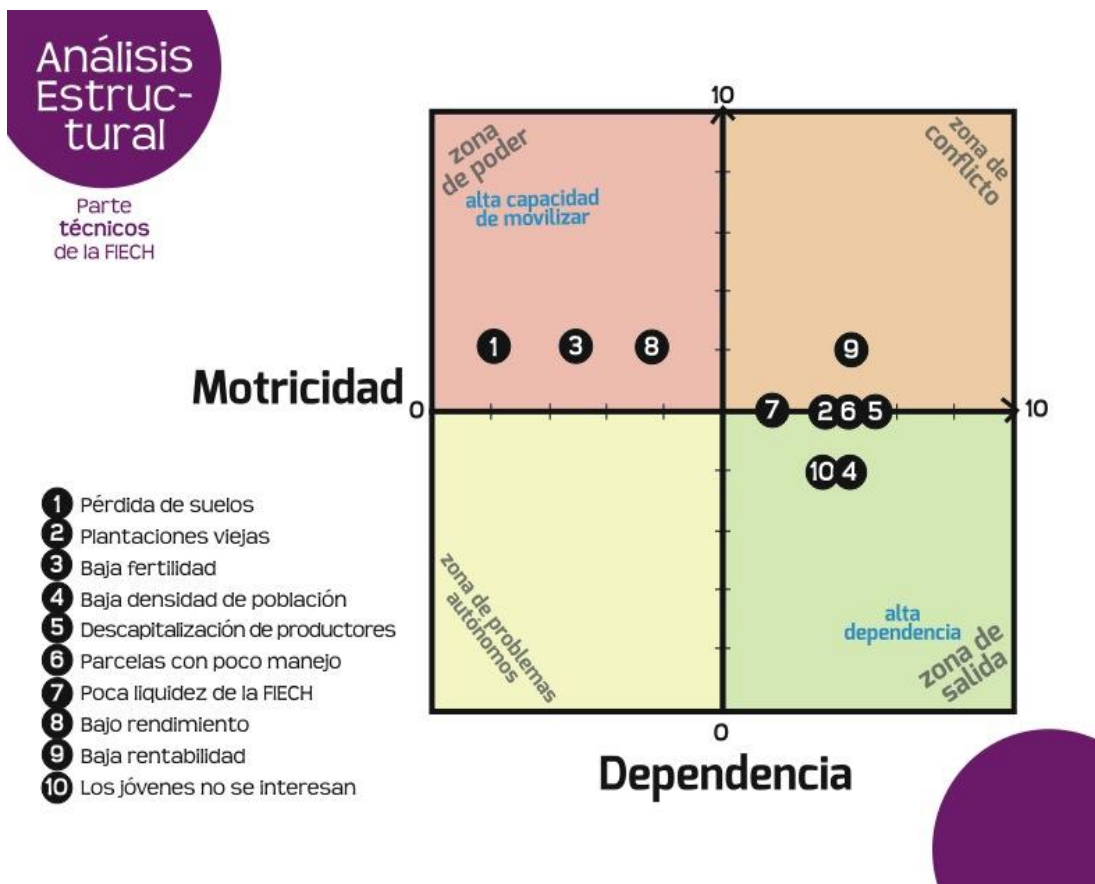 Análisis
Estruc-
tural
Parte
técnicos
de la FIECH
10
zona
de poder
alta capacidad
de movilizar
zona de
conflicto
1
3
8
9
Motricidad
0
7
2
6
5
10
10
4
zona de problemas
autónomos
alta
dependencia
zona de
salida
0
Dependencia
1 Pérdida de suelos
2 Plantaciones viejas
3 Baja fertilidad
4 Baja densidad de población
5 Descapitalización de productores
6 Parcelas con poco manejo
7 Poca liquidez de la FIECH
8 Bajo rendimiento
9 Baja rentabilidad
10 Los jóvenes no se interesan